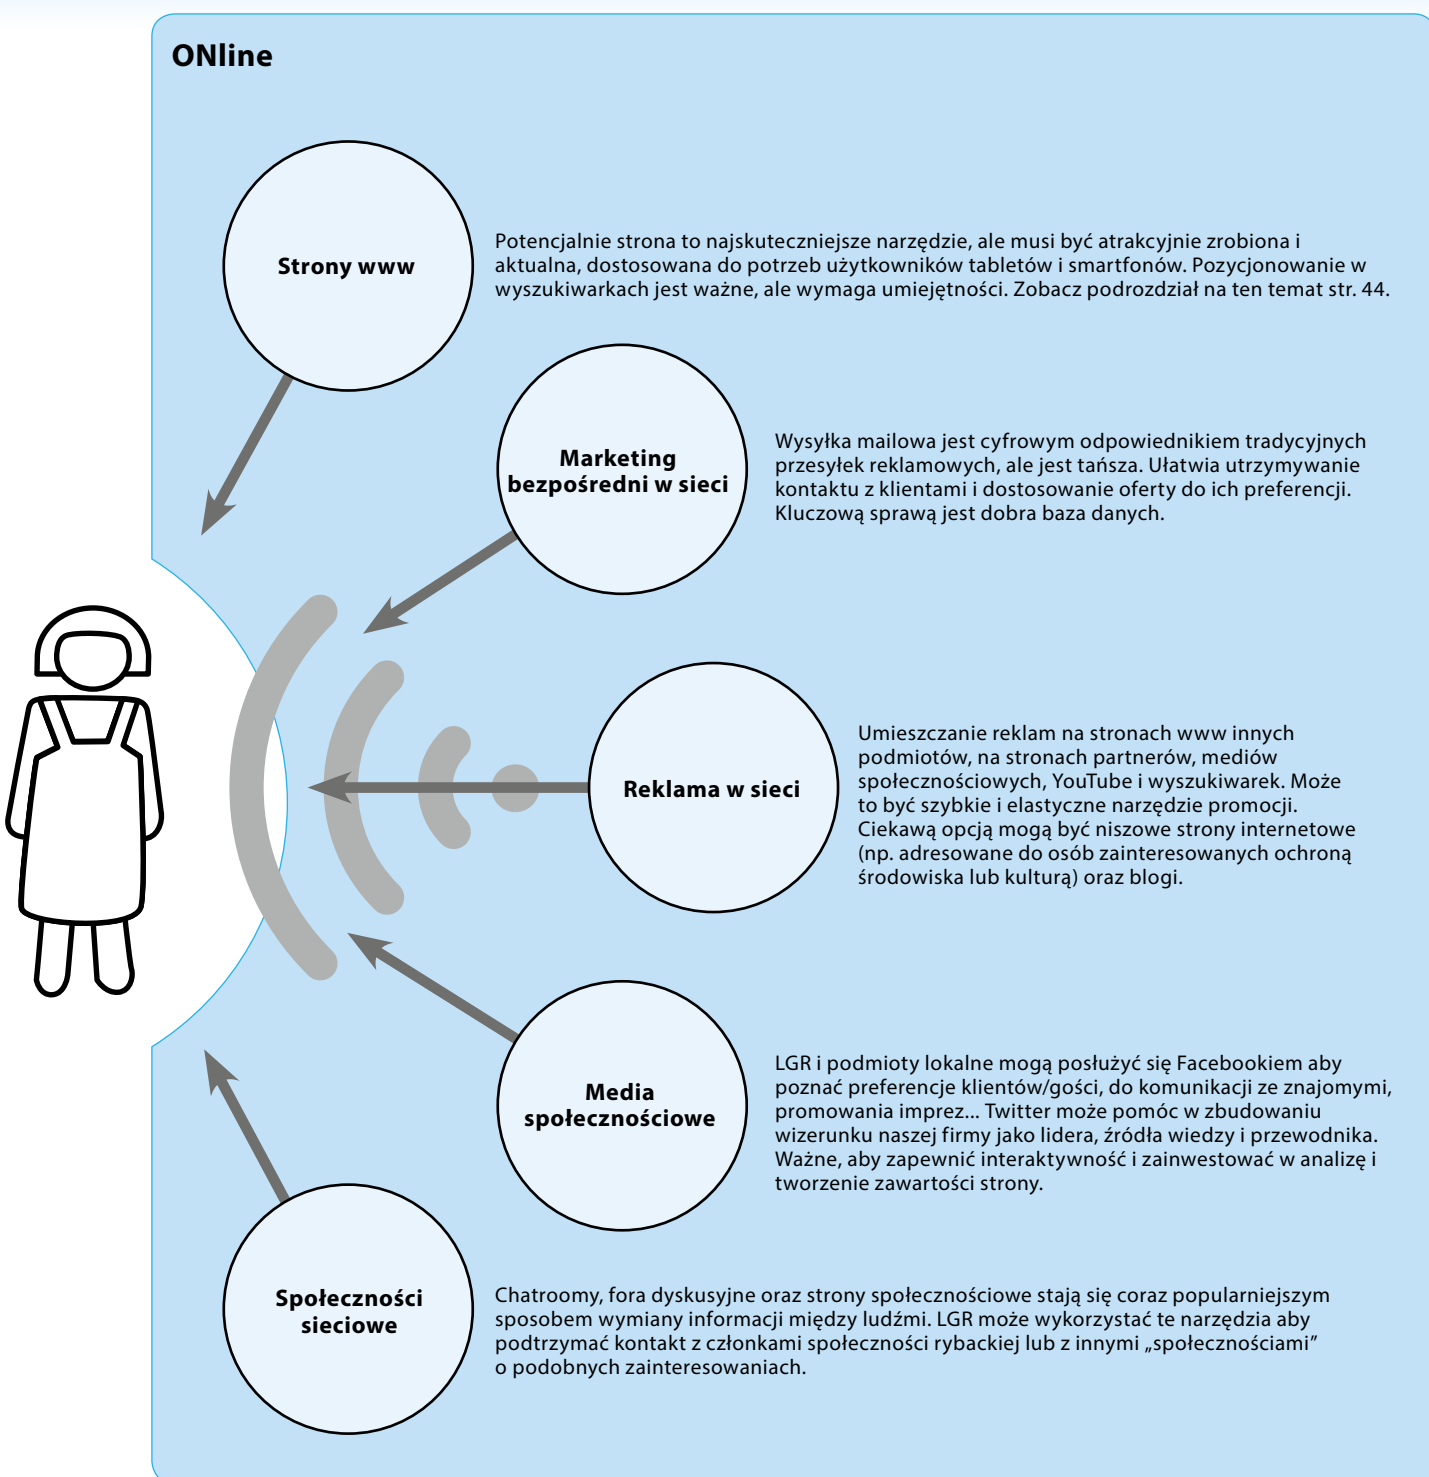 ONline
Strony www
Potencjalnie strona to najskuteczniejsze narzędzie, ale musi być atrakcyjnie zrobiona i
aktualna, dostosowana do potrzeb użytkowników tabletów i smartfonów. Pozycjonowanie w
wyszukiwarkach jest ważne, ale wymaga umiejętności. Zobacz podrozdział na ten temat str. 44.
Marketing
bezpośredni w sieci
Wysyłka mailowa jest cyfrowym odpowiednikiem tradycyjnych
przesyłek reklamowych, ale jest tańsza. Ułatwia utrzymywanie
kontaktu z klientami i dostosowanie oferty do ich preferencji.
Kluczową sprawą jest dobra baza danych.
Reklama w sieci
Umieszczanie reklam na stronach www innych
podmiotów, na stronach partnerów, mediów
społecznościowych, YouTube i wyszukiwarek. Może
to być szybkie i elastyczne narzędzie promocji.
Ciekawą opcją mogą być niszowe strony internetowe
(np. adresowane do osób zainteresowanych ochroną
środowiska lub kulturą) oraz blogi.
Media
społecznościowe
LGR i podmioty lokalne mogą posłużyć się Facebookiem aby
poznać preferencje klientów/gości, do komunikacji ze znajomymi,
promowania imprez... Twitter może pomóc w zbudowaniu
wizerunku naszej firmy jako lidera, źródła wiedzy i przewodnika.
Ważne, aby zapewnić interaktywność i zainwestować w analizę i
tworzenie zawartości strony.
Społeczności
sieciowe
Chatroomy, fora dyskusyjne oraz strony społecznościowe stają się coraz popularniejszym
sposobem wymiany informacji między ludźmi. LGR może wykorzystać te narzędzia aby
podtrzymać kontakt z członkami społeczności rybackiej lub z innymi „społecznościami”
o podobnych zainteresowaniach.